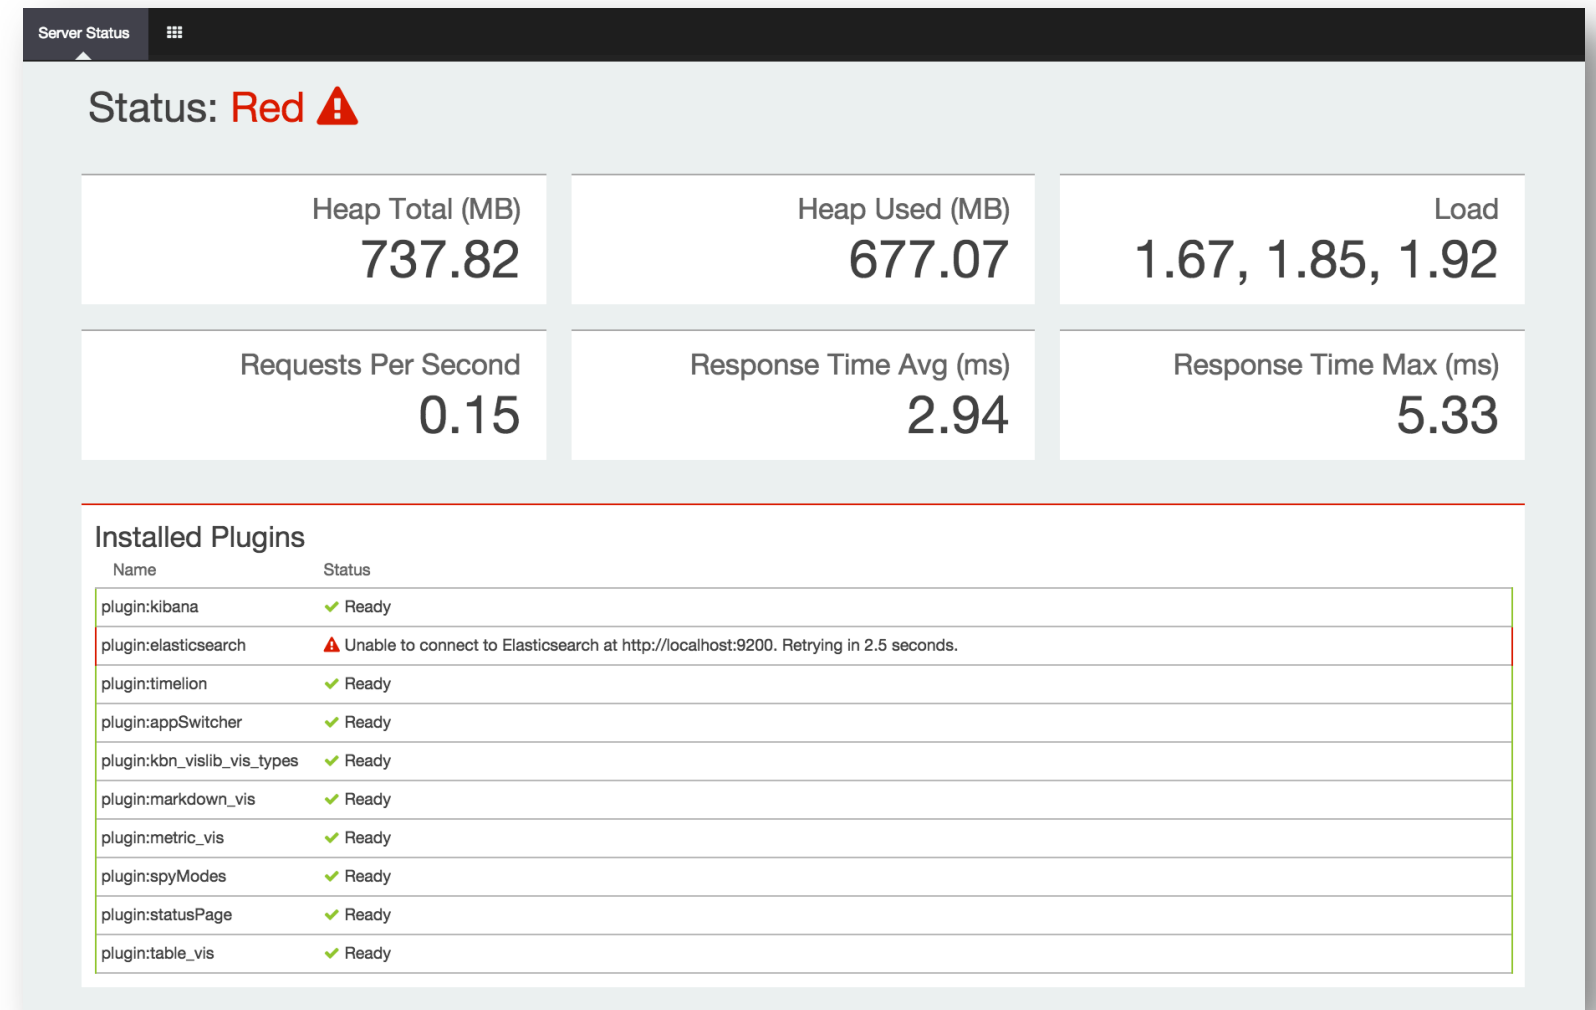 Server Status
Status: Red
Heap Total (MB)
737.82
Heap Used (MB)
677.07
Load
1.67, 1.85, 1.92
Requests Per Second
0.15
Response Time Avg (ms)
2.94
Response Time Max (ms)
5.33
Installed Plugins
Name Status
plugin:kibana Ready
plugin:elasticsearch Unable to connect to Elasticsearch at http://localhost:9200. Retrying in 2.5 seconds.
plugin:timelion Ready
plugin:appSwitcher Ready
plugin:kbn_vislib_vis_types Ready
plugin:markdown_vis Ready
plugin:metric_vis Ready
plugin:spyModes Ready
plugin:statusPage Ready
plugin:table_vis Ready